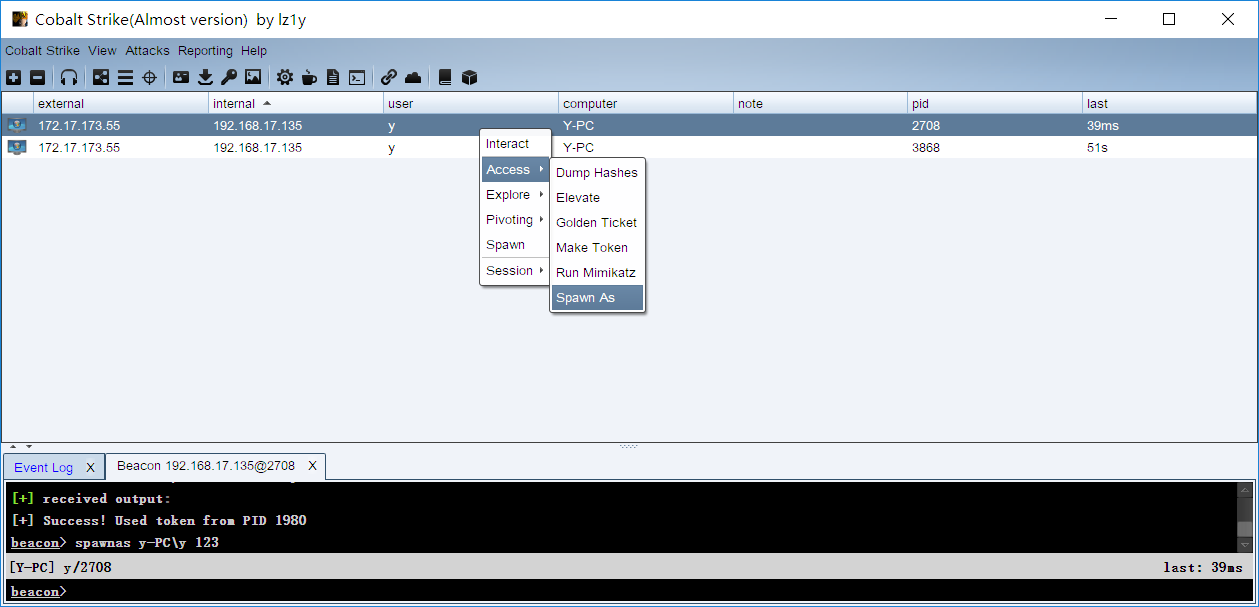 Cobalt Strike(Almost version) by lz1y
Cobalt Strike View Attacks Reporting Help
external internal user computer note pid last
172.17.173.55 192.168.17.135 y Y-PC 2708 39ms
172.17.173.55 192.168.17.135 y Y-PC 3868 51s
Interact
Access
Explore
Pivoting
Spawn
Session
Dump Hashes
Elevate
Golden Ticket
Make Token
Run Mimikatz
Spawn As
Event Log X Beacon 192.168.17.135@2708 X
[+] received output:
[+] Success! Used token from PID 1980
beacon> spawnas y-PC\y 123
[Y-PC] y/2708 last: 39ms
beacon>